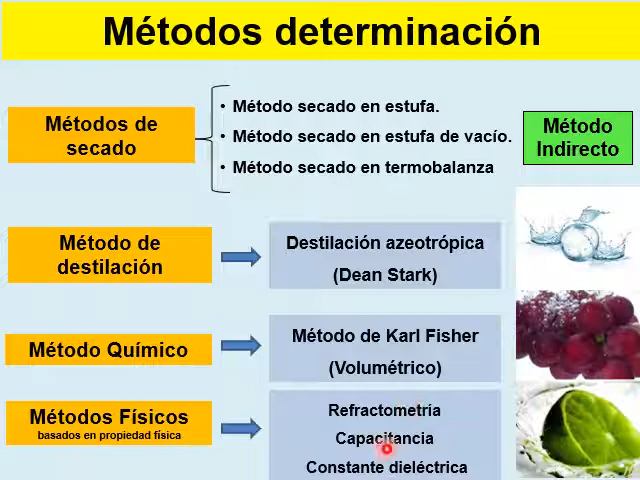 Métodos determinación
Métodos de
secado
• Método secado en estufa.
• Método secado en estufa de vacío.
• Método secado en termobalanza
Método
Indirecto
Método de
destilación
Destilación azeotrópica
(Dean Stark)
Método Químico
Método de Karl Fisher
(Volumétrico)
Métodos Físicos
basados en propiedad física
Refractometría
Capacitancia
Constante dieléctrica